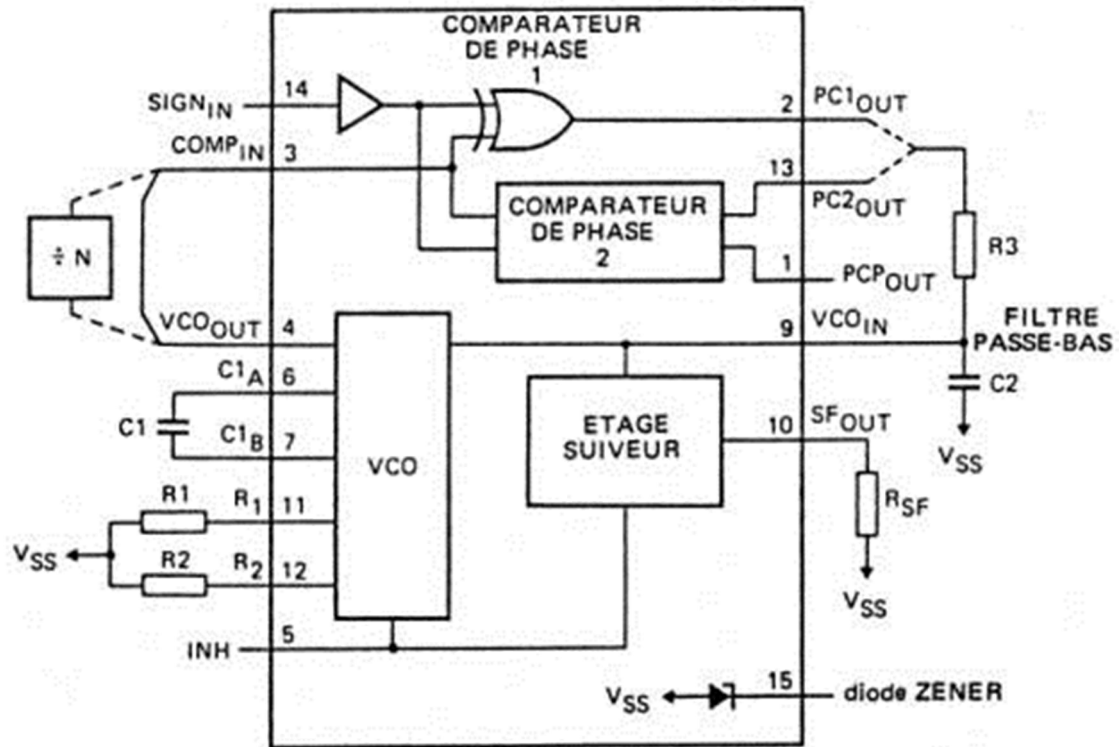 COMPARATEUR
DE PHASE
1
SIGN_IN
14
COMP_IN
3
2
PC1_OUT
13
PC2_OUT
COMPARATEUR
DE PHASE
2
1
PCP_OUT
÷ N
R3
VCO_OUT
4
9
VCO_IN
FILTRE
PASSE-BAS
C1_A
6
C2
C1
C1_B
7
VCO
ETAGE
SUIVEUR
10
SF_OUT
V_SS
R1
R_1
11
R_SF
V_SS
R2
R_2
12
V_SS
INH
5
V_SS
15
diode ZENER